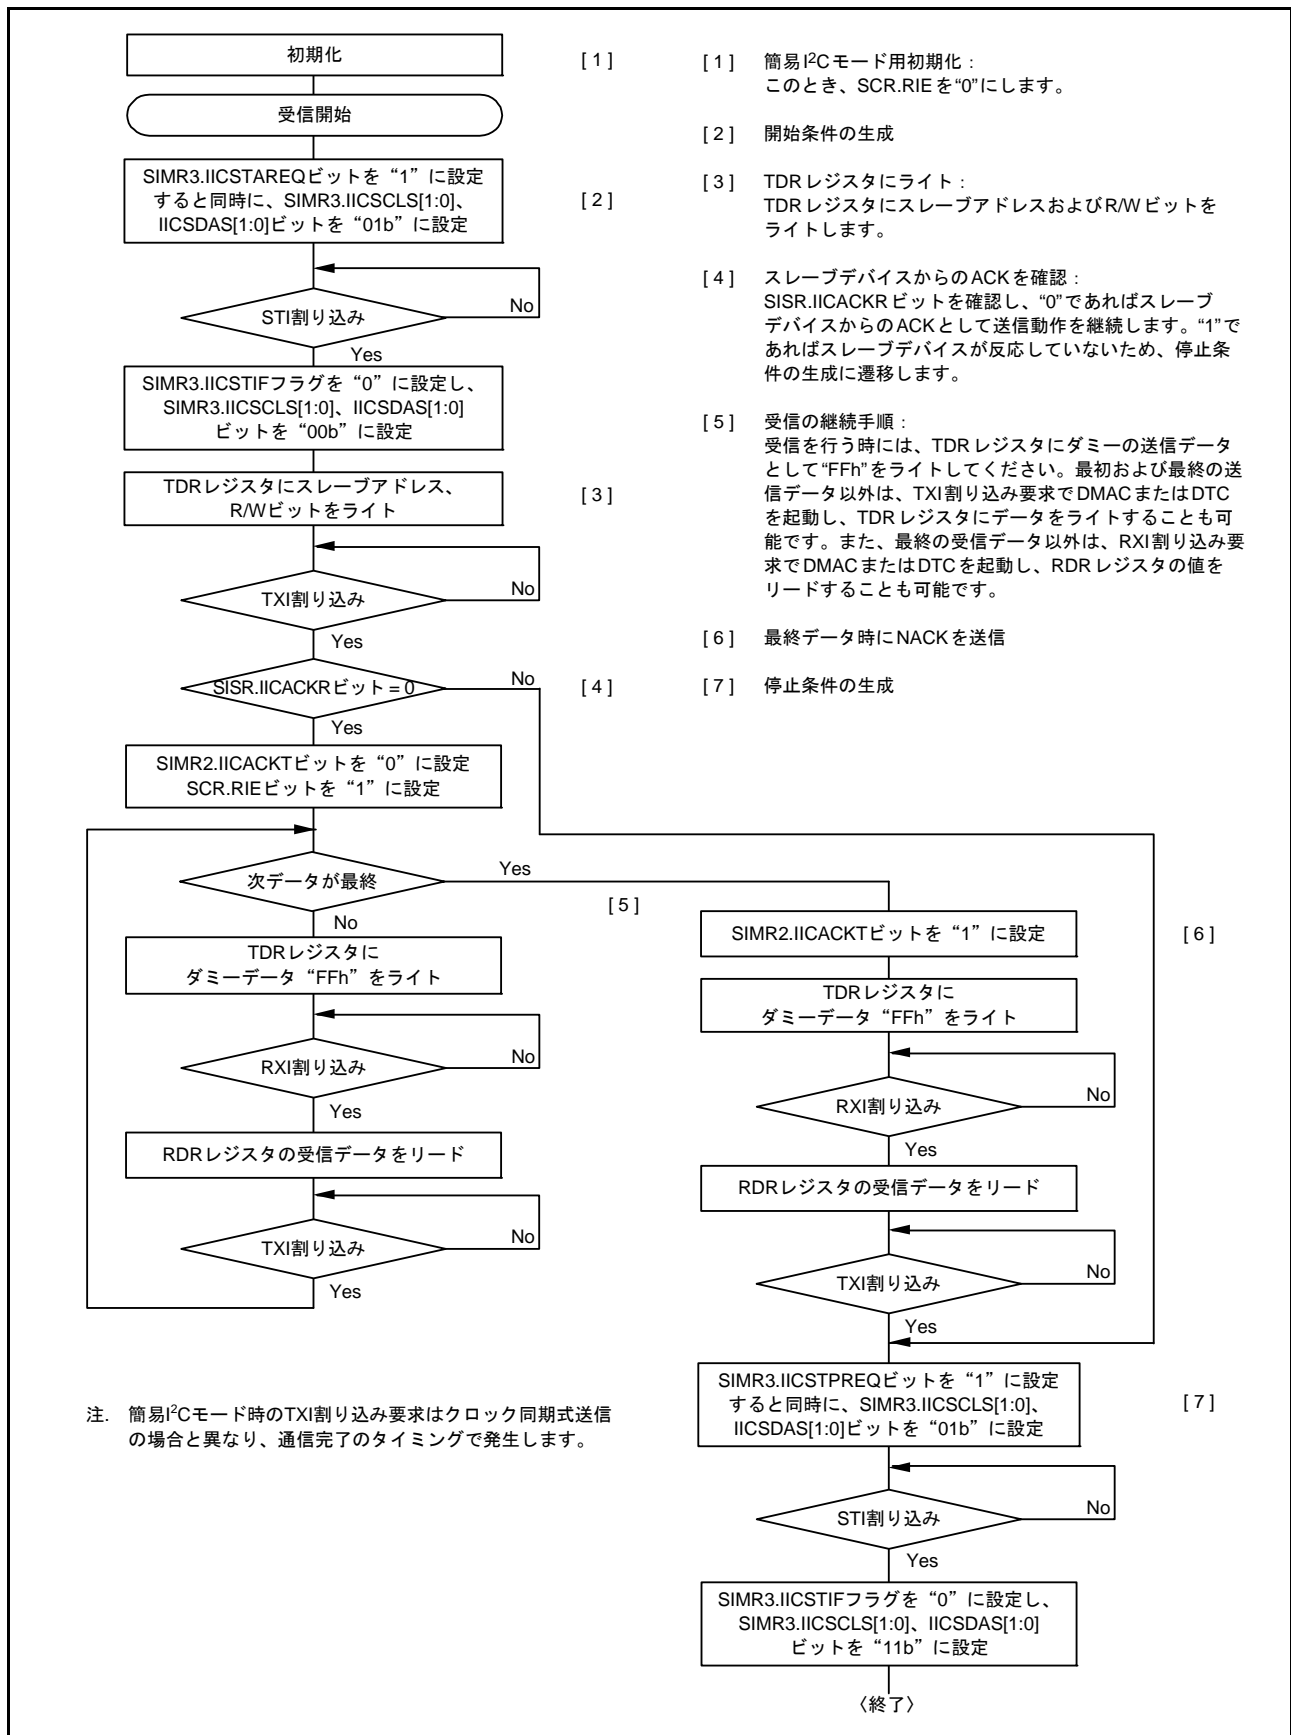 初期化
[ 1 ]
受信開始
SIMR3.IICSTAREQビットを“1”に設定
すると同時に、SIMR3.IICSCLS[1:0]、
IICSDAS[1:0]ビットを“01b”に設定
[ 2 ]
STI割り込み
No
Yes
SIMR3.IICSTIFフラグを“0”に設定し、
SIMR3.IICSCLS[1:0]、IICSDAS[1:0]
ビットを“00b”に設定
TDRレジスタにスレーブアドレス、
R/Wビットをライト
[ 3 ]
TXI割り込み
No
Yes
SISR.IICACKRビット = 0
No
[ 4 ]
Yes
SIMR2.IICACKTビットを“0”に設定
SCR.RIEビットを“1”に設定
次データが最終
Yes
[ 5 ]
No
TDRレジスタに
ダミーデータ“FFh”をライト
RXI割り込み
No
Yes
RDRレジスタの受信データをリード
TXI割り込み
No
Yes
[ 1 ] 簡易I²Cモード用初期化：
このとき、SCR.RIEを“0”にします。
[ 2 ] 開始条件の生成
[ 3 ] TDRレジスタにライト：
TDRレジスタにスレーブアドレスおよびR/Wビットを
ライトします。
[ 4 ] スレーブデバイスからのACKを確認：
SISR.IICACKRビットを確認し、“0”であればスレーブ
デバイスからのACKとして送信動作を継続します。“1”で
あればスレーブデバイスが反応していないため、停止条
件の生成に遷移します。
[ 5 ] 受信の継続手順：
受信を行う時には、TDRレジスタにダミーの送信データ
として“FFh”をライトしてください。最初および最終の送
信データ以外は、TXI割り込み要求でDMACまたはDTC
を起動し、TDRレジスタにデータをライトすることも可
能です。また、最終の受信データ以外は、RXI割り込み要
求でDMACまたはDTCを起動し、RDRレジスタの値を
リードすることも可能です。
[ 6 ] 最終データ時にNACKを送信
[ 7 ] 停止条件の生成
SIMR2.IICACKTビットを“1”に設定
[ 6 ]
TDRレジスタに
ダミーデータ“FFh”をライト
RXI割り込み
No
Yes
RDRレジスタの受信データをリード
TXI割り込み
No
Yes
SIMR3.IICSTPREQビットを“1”に設定
すると同時に、SIMR3.IICSCLS[1:0]、
IICSDAS[1:0]ビットを“01b”に設定
[ 7 ]
STI割り込み
No
Yes
SIMR3.IICSTIFフラグを“0”に設定し、
SIMR3.IICSCLS[1:0]、IICSDAS[1:0]
ビットを“11b”に設定
〈終了〉
注. 簡易I²Cモード時のTXI割り込み要求はクロック同期式送信
の場合と異なり、通信完了のタイミングで発生します。